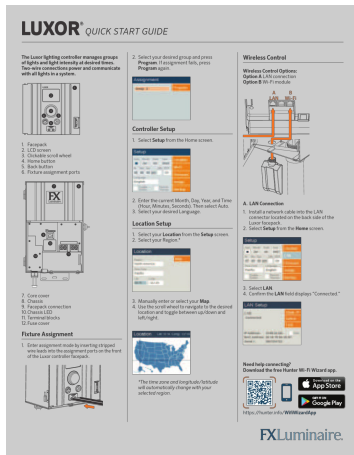 LUXOR® QUICK START GUIDE
The Luxor lighting controller manages groups
of lights and light intensity at desired times.
Two-wire connections power and communicate
with all lights in a system.
1. Facepack
2. LCD screen
3. Clickable scroll wheel
4. Home button
5. Back button
6. Fixture assignment ports
FX
7. Core cover
8. Chassis
9. Facepack connection
10. Chassis LED
11. Terminal blocks
12. Fuse cover
Fixture Assignment
1. Enter assignment mode by inserting stripped
wire leads into the assignment ports on the front
of the Luxor controller facepack.
2. Select your desired group and press
Program. If assignment fails, press
Program again.
Assignment
Controller Setup
1. Select Setup from the Home screen.
Setup
2. Enter the current Month, Day, Year, and Time
(Hour, Minutes, Seconds). Then select Auto.
3. Select your desired Language.
Location Setup
1. Select your Location from the Setup screen.
2. Select your Region.*
Location
3. Manually enter or select your Map.
4. Use the scroll wheel to navigate to the desired
location and toggle between up/down and
left/right.
*The time zone and longitude/latitude
will automatically change with your
selected region.
Wireless Control
Wireless Control Options:
Option A LAN connection
Option B Wi-Fi module
A B
LAN Wi-Fi
A. LAN Connection
1. Install a network cable into the LAN
connector located on the back side of the
Luxor facepack.
2. Select Setup from the Home screen.
Setup
3. Select LAN.
4. Confirm the LAN field displays "Connected."
LAN Setup
Need help connecting?
Download the free Hunter Wi-Fi Wizard app.
Download on the
App Store
GET IT ON
Google Play
https://hunter.info/WifiWizardApp
FXLuminaire.